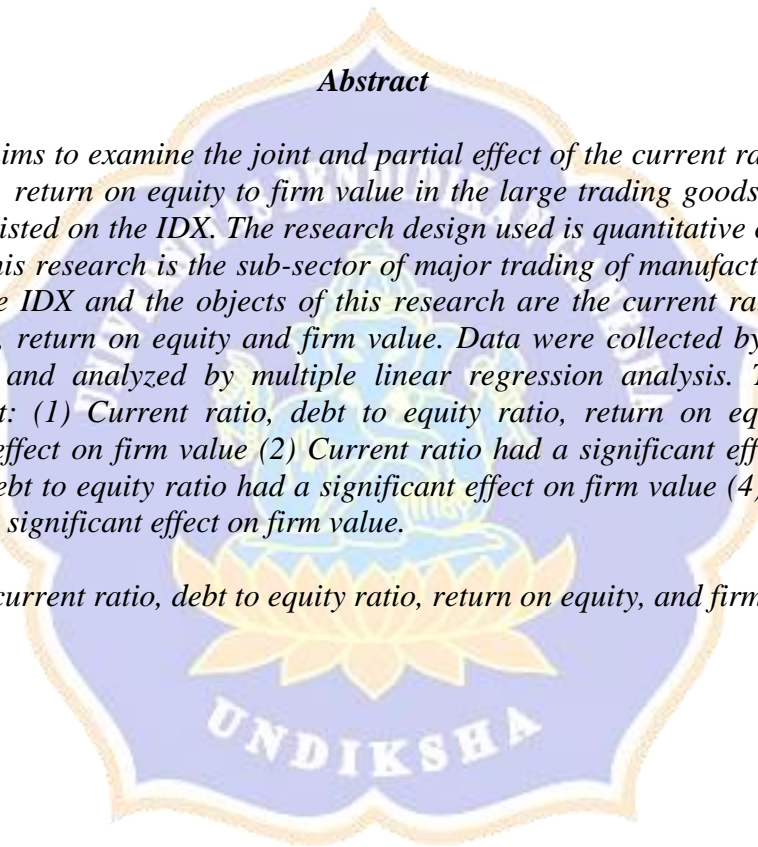 Abstract
ims to examine the joint and partial effect of the current ra
, return on equity to firm value in the large trading goods
isted on the IDX. The research design used is quantitative
his research is the sub-sector of major trading of manufact
e IDX and the objects of this research are the current ra
, return on equity and firm value. Data were collected by
and analyzed by multiple linear regression analysis. T
t: (1) Current ratio, debt to equity ratio, return on eq
effect on firm value (2) Current ratio had a significant eff
ebt to equity ratio had a significant effect on firm value (4)
significant effect on firm value.
current ratio, debt to equity ratio, return on equity, and firm
UNDIKSHA